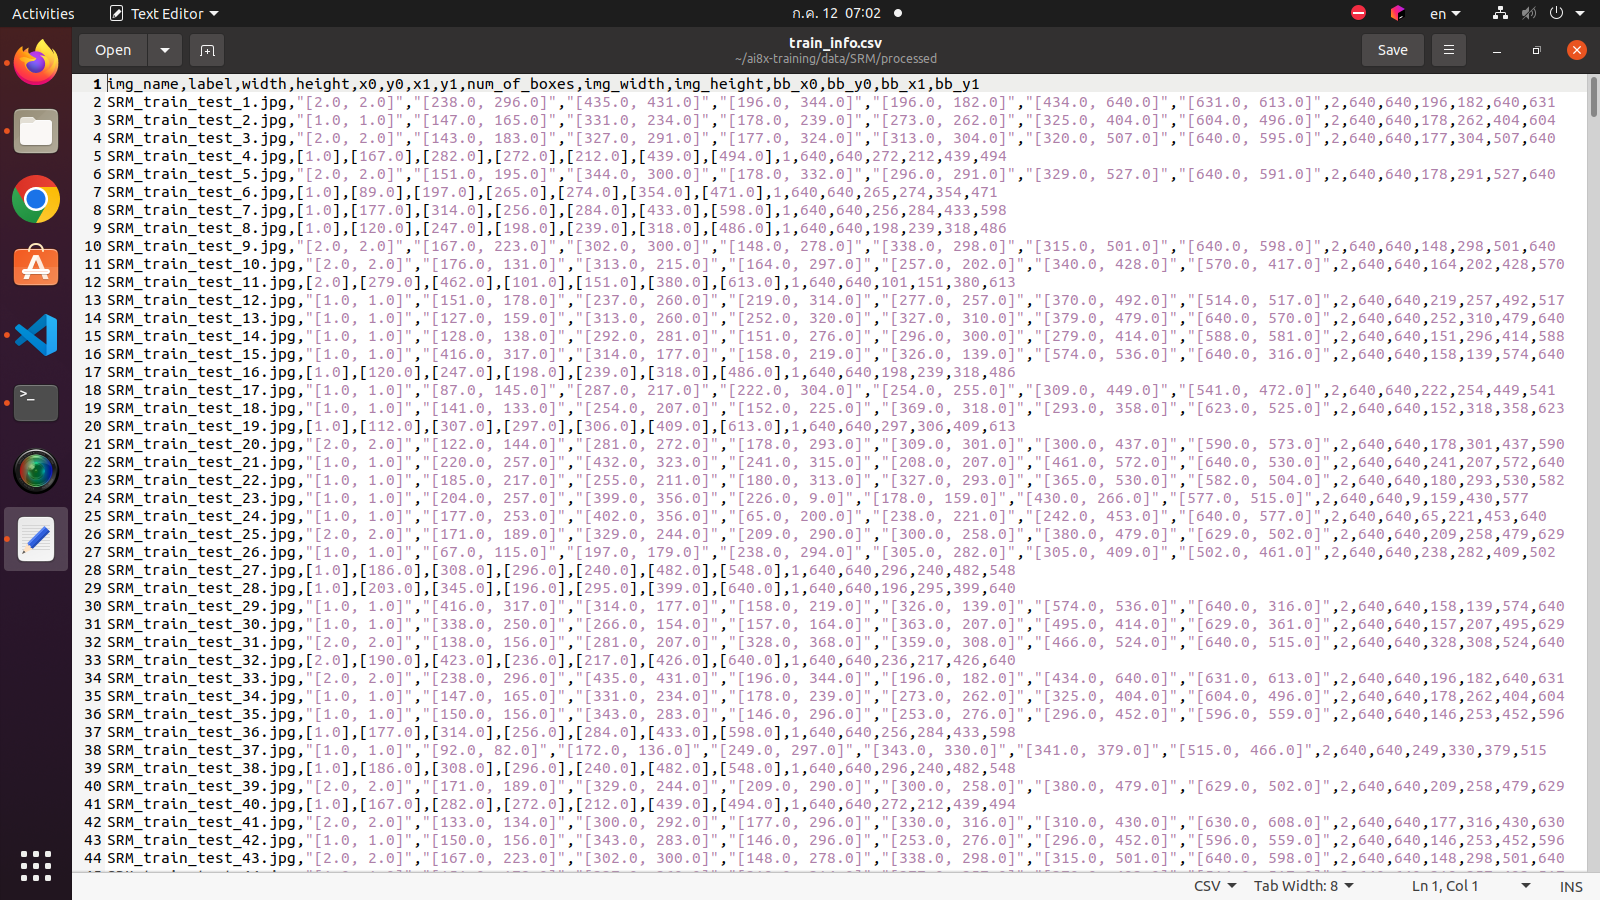 Activities Text Editor ก.ค. 12 07:02 en
Open train_info.csv Save
~/ai8x-training/data/SRM/processed
1 img_name,label,width,height,x0,y0,x1,y1,num_of_boxes,img_width,img_height,bb_x0,bb_y0,bb_x1,bb_y1
2 SRM_train_test_1.jpg,"[2.0, 2.0]","[238.0, 296.0]","[435.0, 431.0]","[196.0, 344.0]","[196.0, 182.0]","[434.0, 640.0]","[631.0, 613.0]",2,640,640,196,182,640,631
3 SRM_train_test_2.jpg,"[1.0, 1.0]","[147.0, 165.0]","[331.0, 234.0]","[178.0, 239.0]","[273.0, 262.0]","[325.0, 404.0]","[604.0, 496.0]",2,640,640,178,262,404,604
4 SRM_train_test_3.jpg,"[2.0, 2.0]","[143.0, 183.0]","[327.0, 291.0]","[177.0, 324.0]","[313.0, 304.0]","[320.0, 507.0]","[640.0, 595.0]",2,640,640,177,304,507,640
5 SRM_train_test_4.jpg,[1.0],[167.0],[282.0],[272.0],[212.0],[439.0],[494.0],1,640,640,272,212,439,494
6 SRM_train_test_5.jpg,"[2.0, 2.0]","[151.0, 195.0]","[344.0, 300.0]","[178.0, 332.0]","[296.0, 291.0]","[329.0, 527.0]","[640.0, 591.0]",2,640,640,178,291,527,640
7 SRM_train_test_6.jpg,[1.0],[89.0],[197.0],[265.0],[274.0],[354.0],[471.0],1,640,640,265,274,354,471
8 SRM_train_test_7.jpg,[1.0],[177.0],[314.0],[256.0],[284.0],[433.0],[598.0],1,640,640,256,284,433,598
9 SRM_train_test_8.jpg,[1.0],[120.0],[247.0],[198.0],[239.0],[318.0],[486.0],1,640,640,198,239,318,486
10 SRM_train_test_9.jpg,"[2.0, 2.0]","[167.0, 223.0]","[302.0, 300.0]","[148.0, 278.0]","[338.0, 298.0]","[315.0, 501.0]","[640.0, 598.0]",2,640,640,148,298,501,640
11 SRM_train_test_10.jpg,"[2.0, 2.0]","[176.0, 131.0]","[313.0, 215.0]","[164.0, 297.0]","[257.0, 202.0]","[340.0, 428.0]","[570.0, 417.0]",2,640,640,164,202,428,570
12 SRM_train_test_11.jpg,[2.0],[279.0],[462.0],[101.0],[151.0],[380.0],[613.0],1,640,640,101,151,380,613
13 SRM_train_test_12.jpg,"[1.0, 1.0]","[151.0, 178.0]","[237.0, 260.0]","[219.0, 314.0]","[277.0, 257.0]","[370.0, 492.0]","[514.0, 517.0]",2,640,640,219,257,492,517
14 SRM_train_test_13.jpg,"[1.0, 1.0]","[127.0, 159.0]","[313.0, 260.0]","[252.0, 320.0]","[327.0, 310.0]","[379.0, 479.0]","[640.0, 570.0]",2,640,640,252,310,479,640
15 SRM_train_test_14.jpg,"[1.0, 1.0]","[128.0, 138.0]","[292.0, 281.0]","[151.0, 276.0]","[296.0, 300.0]","[279.0, 414.0]","[588.0, 581.0]",2,640,640,151,296,414,588
16 SRM_train_test_15.jpg,"[1.0, 1.0]","[416.0, 317.0]","[314.0, 177.0]","[158.0, 219.0]","[326.0, 139.0]","[574.0, 536.0]","[640.0, 316.0]",2,640,640,158,139,574,640
17 SRM_train_test_16.jpg,[1.0],[120.0],[247.0],[198.0],[239.0],[318.0],[486.0],1,640,640,198,239,318,486
18 SRM_train_test_17.jpg,"[1.0, 1.0]","[87.0, 145.0]","[287.0, 217.0]","[222.0, 304.0]","[254.0, 255.0]","[309.0, 449.0]","[541.0, 472.0]",2,640,640,222,254,449,541
19 SRM_train_test_18.jpg,"[1.0, 1.0]","[141.0, 133.0]","[254.0, 207.0]","[152.0, 225.0]","[369.0, 318.0]","[293.0, 358.0]","[623.0, 525.0]",2,640,640,152,318,358,623
20 SRM_train_test_19.jpg,[1.0],[112.0],[307.0],[297.0],[306.0],[409.0],[613.0],1,640,640,297,306,409,613
21 SRM_train_test_20.jpg,"[2.0, 2.0]","[122.0, 144.0]","[281.0, 272.0]","[178.0, 293.0]","[309.0, 301.0]","[300.0, 437.0]","[590.0, 573.0]",2,640,640,178,301,437,590
22 SRM_train_test_21.jpg,"[1.0, 1.0]","[220.0, 257.0]","[432.0, 323.0]","[241.0, 315.0]","[208.0, 207.0]","[461.0, 572.0]","[640.0, 530.0]",2,640,640,241,207,572,640
23 SRM_train_test_22.jpg,"[1.0, 1.0]","[185.0, 217.0]","[255.0, 211.0]","[180.0, 313.0]","[327.0, 293.0]","[365.0, 530.0]","[582.0, 504.0]",2,640,640,180,293,530,582
24 SRM_train_test_23.jpg,"[1.0, 1.0]","[204.0, 257.0]","[399.0, 356.0]","[226.0, 9.0]","[178.0, 159.0]","[430.0, 266.0]","[577.0, 515.0]",2,640,640,9,159,430,577
25 SRM_train_test_24.jpg,"[1.0, 1.0]","[177.0, 253.0]","[402.0, 356.0]","[65.0, 200.0]","[238.0, 221.0]","[242.0, 453.0]","[640.0, 577.0]",2,640,640,65,221,453,640
26 SRM_train_test_25.jpg,"[2.0, 2.0]","[171.0, 189.0]","[329.0, 244.0]","[209.0, 290.0]","[300.0, 258.0]","[380.0, 479.0]","[629.0, 502.0]",2,640,640,209,258,479,629
27 SRM_train_test_26.jpg,"[1.0, 1.0]","[67.0, 115.0]","[197.0, 179.0]","[238.0, 294.0]","[305.0, 282.0]","[305.0, 409.0]","[502.0, 461.0]",2,640,640,238,282,409,502
28 SRM_train_test_27.jpg,[1.0],[186.0],[308.0],[296.0],[240.0],[482.0],[548.0],1,640,640,296,240,482,548
29 SRM_train_test_28.jpg,[1.0],[203.0],[345.0],[196.0],[295.0],[399.0],[640.0],1,640,640,196,295,399,640
30 SRM_train_test_29.jpg,"[1.0, 1.0]","[416.0, 317.0]","[314.0, 177.0]","[158.0, 219.0]","[326.0, 139.0]","[574.0, 536.0]","[640.0, 316.0]",2,640,640,158,139,574,640
31 SRM_train_test_30.jpg,"[1.0, 1.0]","[338.0, 250.0]","[266.0, 154.0]","[157.0, 164.0]","[363.0, 207.0]","[495.0, 414.0]","[629.0, 361.0]",2,640,640,157,207,495,629
32 SRM_train_test_31.jpg,"[2.0, 2.0]","[138.0, 156.0]","[281.0, 207.0]","[328.0, 368.0]","[359.0, 308.0]","[466.0, 524.0]","[640.0, 515.0]",2,640,640,328,308,524,640
33 SRM_train_test_32.jpg,[2.0],[190.0],[423.0],[236.0],[217.0],[426.0],[640.0],1,640,640,236,217,426,640
34 SRM_train_test_33.jpg,"[2.0, 2.0]","[238.0, 296.0]","[435.0, 431.0]","[196.0, 344.0]","[196.0, 182.0]","[434.0, 640.0]","[631.0, 613.0]",2,640,640,196,182,640,631
35 SRM_train_test_34.jpg,"[1.0, 1.0]","[147.0, 165.0]","[331.0, 234.0]","[178.0, 239.0]","[273.0, 262.0]","[325.0, 404.0]","[604.0, 496.0]",2,640,640,178,262,404,604
36 SRM_train_test_35.jpg,"[1.0, 1.0]","[150.0, 156.0]","[343.0, 283.0]","[146.0, 296.0]","[253.0, 276.0]","[296.0, 452.0]","[596.0, 559.0]",2,640,640,146,253,452,596
37 SRM_train_test_36.jpg,[1.0],[177.0],[314.0],[256.0],[284.0],[433.0],[598.0],1,640,640,256,284,433,598
38 SRM_train_test_37.jpg,"[1.0, 1.0]","[92.0, 82.0]","[172.0, 136.0]","[249.0, 297.0]","[343.0, 330.0]","[341.0, 379.0]","[515.0, 466.0]",2,640,640,249,330,379,515
39 SRM_train_test_38.jpg,[1.0],[186.0],[308.0],[296.0],[240.0],[482.0],[548.0],1,640,640,296,240,482,548
40 SRM_train_test_39.jpg,"[2.0, 2.0]","[171.0, 189.0]","[329.0, 244.0]","[209.0, 290.0]","[300.0, 258.0]","[380.0, 479.0]","[629.0, 502.0]",2,640,640,209,258,479,629
41 SRM_train_test_40.jpg,[1.0],[167.0],[282.0],[272.0],[212.0],[439.0],[494.0],1,640,640,272,212,439,494
42 SRM_train_test_41.jpg,"[2.0, 2.0]","[133.0, 134.0]","[300.0, 292.0]","[177.0, 296.0]","[330.0, 316.0]","[310.0, 430.0]","[630.0, 608.0]",2,640,640,177,316,430,630
43 SRM_train_test_42.jpg,"[1.0, 1.0]","[150.0, 156.0]","[343.0, 283.0]","[146.0, 296.0]","[253.0, 276.0]","[296.0, 452.0]","[596.0, 559.0]",2,640,640,146,253,452,596
44 SRM_train_test_43.jpg,"[2.0, 2.0]","[167.0, 223.0]","[302.0, 300.0]","[148.0, 278.0]","[338.0, 298.0]","[315.0, 501.0]","[640.0, 598.0]",2,640,640,148,298,501,640
CSV Tab Width: 8 Ln 1, Col 1 INS